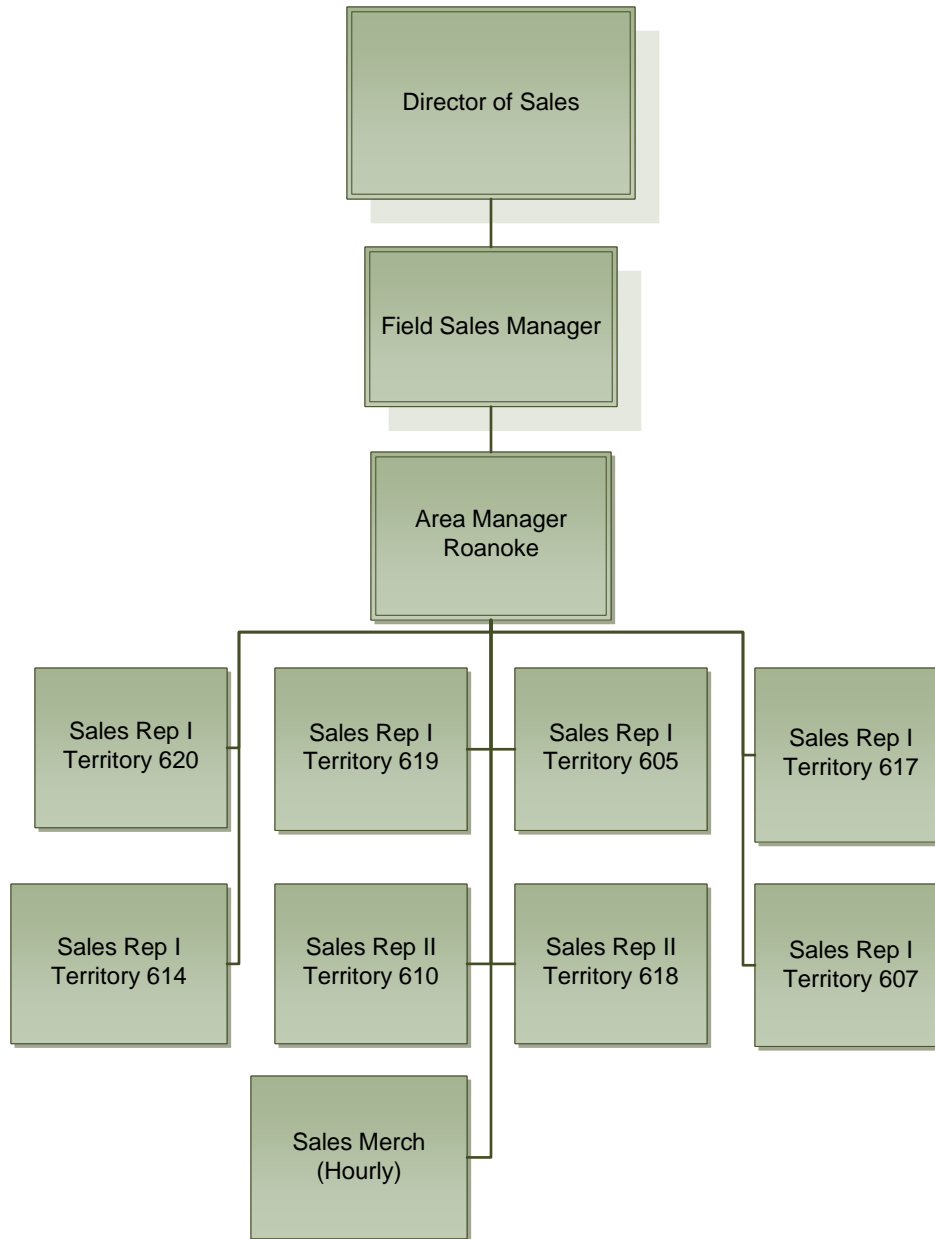 Director of Sales
Field Sales Manager
Area Manager
Roanoke
Sales Rep I
Territory 620
Sales Rep I
Territory 619
Sales Rep I
Territory 605
Sales Rep I
Territory 617
Sales Rep I
Territory 614
Sales Rep II
Territory 610
Sales Rep II
Territory 618
Sales Rep I
Territory 607
Sales Merch
(Hourly)